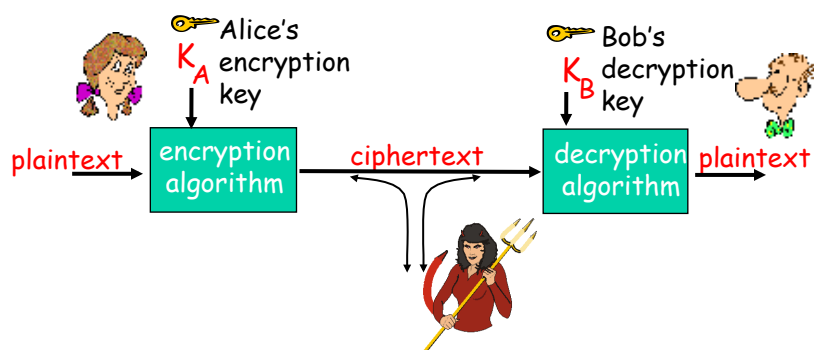 Alice's
encryption
key
K
A
Bob's
decryption
key
K
B
plaintext
encryption
algorithm
ciphertext
decryption
algorithm
plaintext